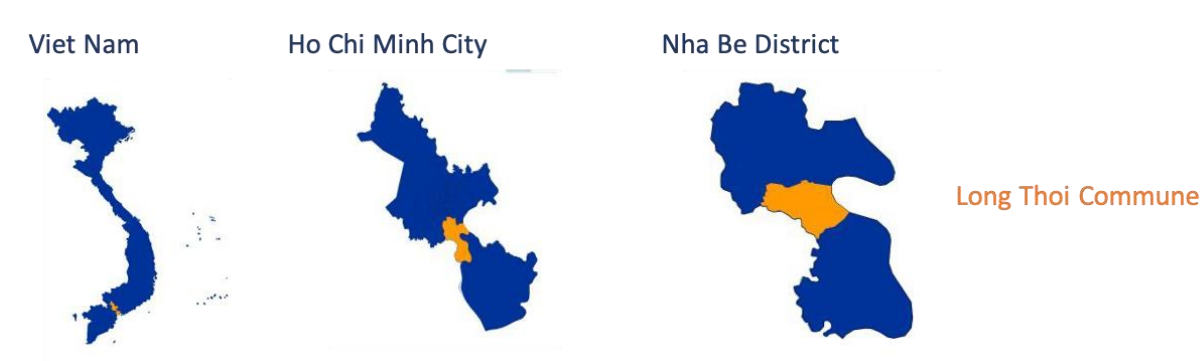 Viet Nam
Ho Chi Minh City
Nha Be District
Long Thoi Commune